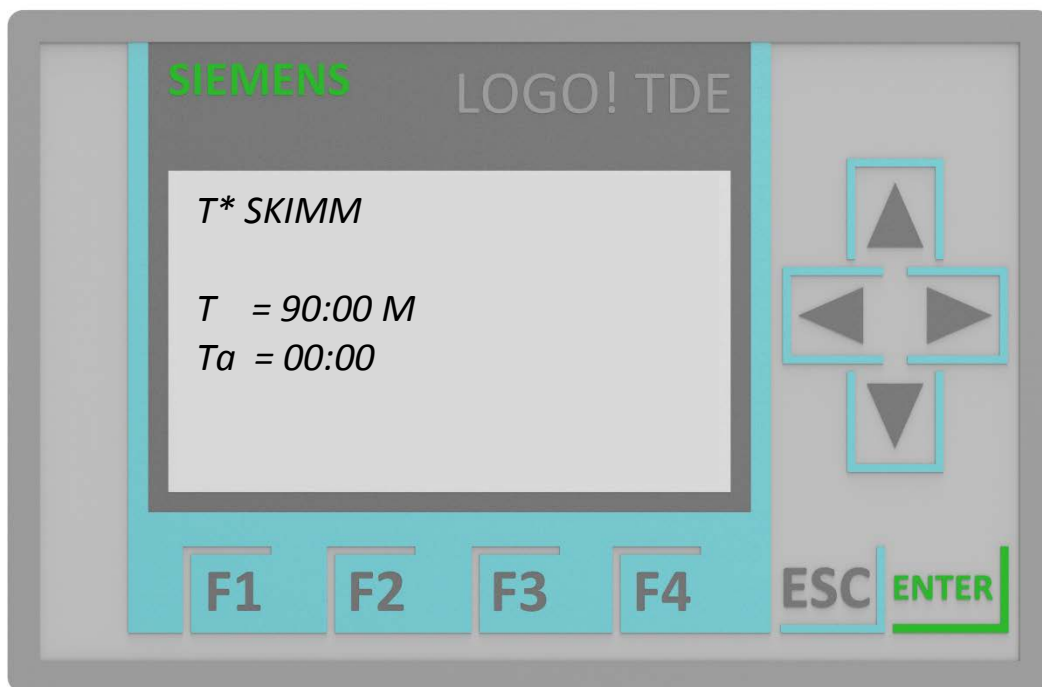 SIEMENS LOGO! TDE
T* SKIMM
T = 90:00 M
Ta = 00:00
F1 F2 F3 F4 ESC ENTER